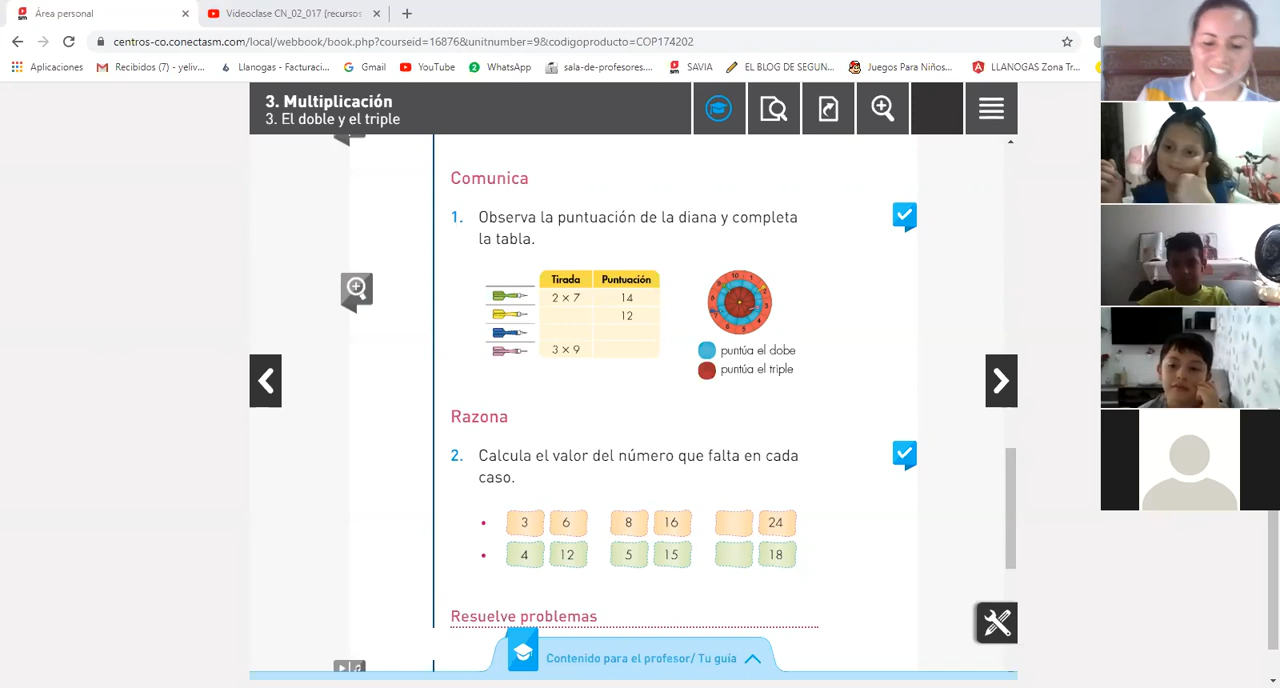 Área personal
Videoclase CN_02_017 (recursos
centros-co.conectasm.com/local/webbook/book.php?courseid=16876&unitnumber=9&codigoproducto=COP174202
Aplicaciones
Recibidos (7) - yeliv...
Llanogas - Facturaci...
Gmail
YouTube
WhatsApp
sala-de-profesores....
SAVIA
EL BLOG DE SEGUN...
Juegos Para Niños...
LLANOGAS Zona Tr...
3. Multiplicación
3. El doble y el triple
Comunica
1. Observa la puntuación de la diana y completa
la tabla.
Tirada Puntuación
2 × 7 14
12
3 × 9
puntúa el dobe
puntúa el triple
Razona
2. Calcula el valor del número que falta en cada
caso.
• 3 6 8 16 24
• 4 12 5 15 18
Resuelve problemas
Contenido para el profesor/ Tu guía